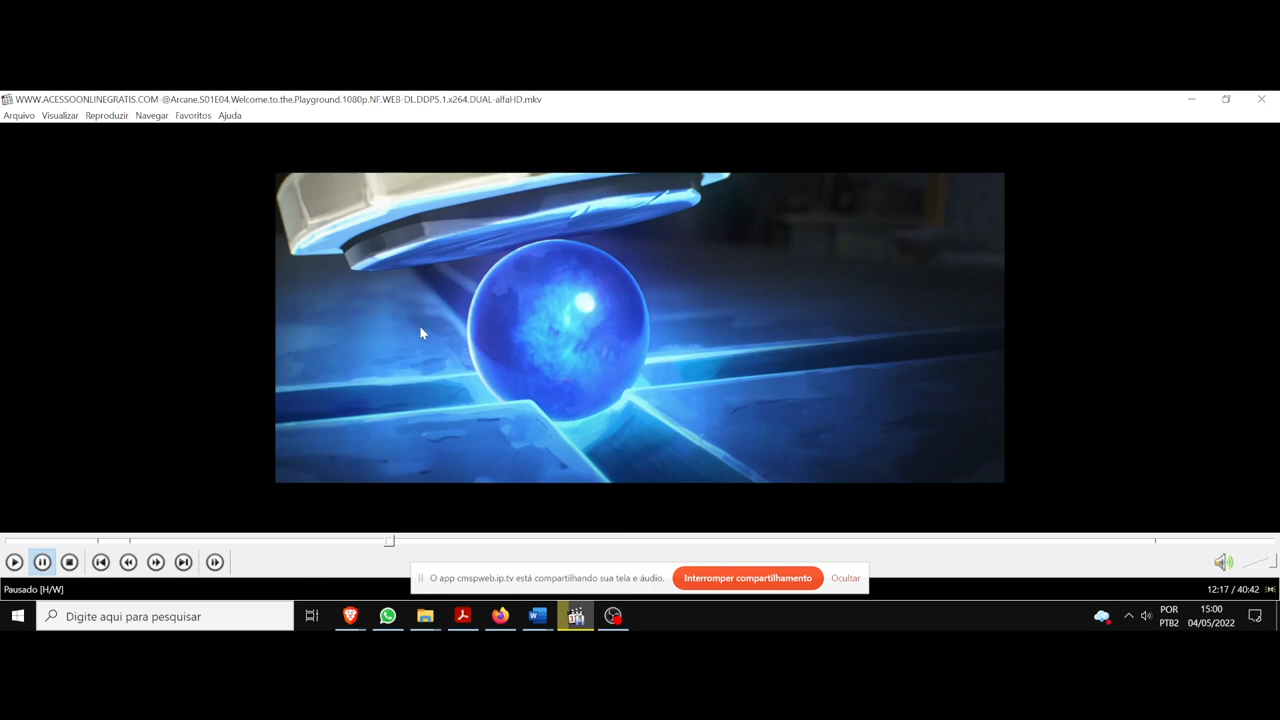 WWW.ACESSOONLINEGRATIS.COM-@Arcane.S01E04.Welcome.to.the.Playground.1080p.NF.WEB-DL.DDP5.1.x264.DUAL-alfaHD.mkv
Arquivo Visualizar Reproduzir Navegar Favoritos Ajuda
O app cmspweb.ip.tv está compartilhando sua tela e áudio. Interromper compartilhamento Ocultar
Pausado [H/W] 12:17 / 40:42
Digite aqui para pesquisar
POR 15:00
PTB2 04/05/2022